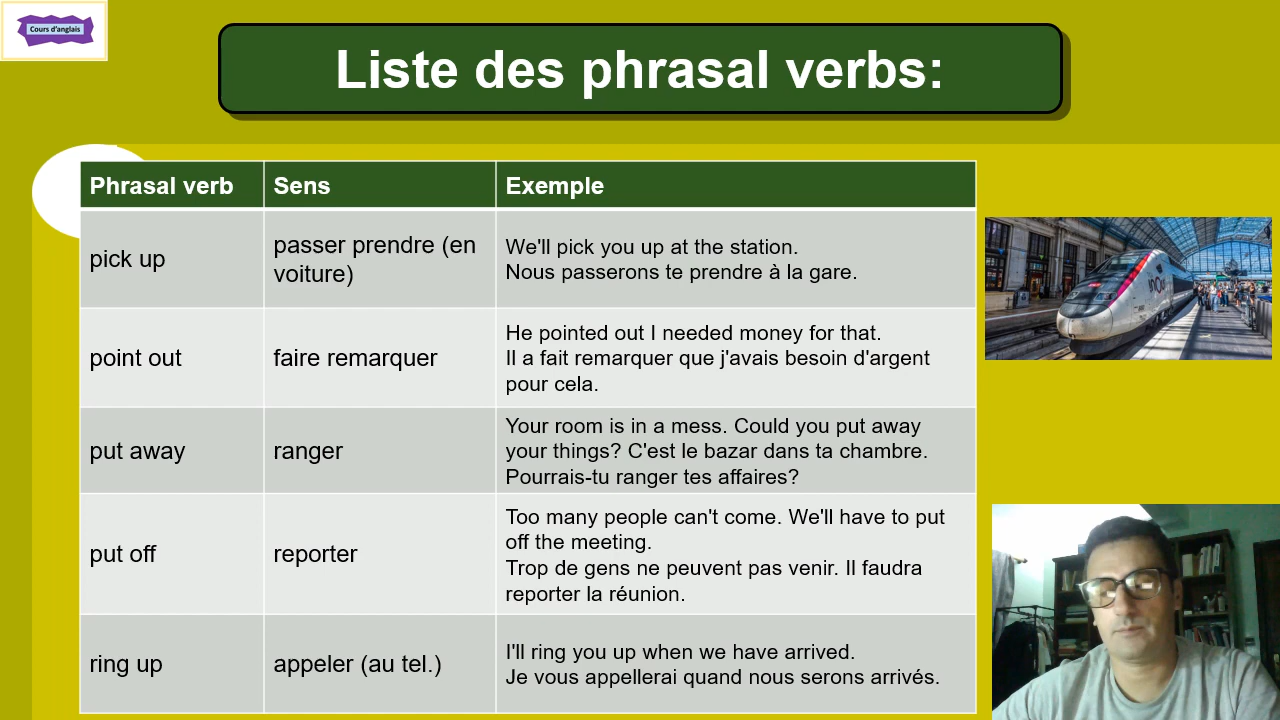 Cours d'anglais
Liste des phrasal verbs:
Phrasal verb
Sens
Exemple
pick up
passer prendre (en
voiture)
We'll pick you up at the station.
Nous passerons te prendre à la gare.
point out
faire remarquer
He pointed out I needed money for that.
Il a fait remarquer que j'avais besoin d'argent
pour cela.
put away
ranger
Your room is in a mess. Could you put away
your things? C'est le bazar dans ta chambre.
Pourrais-tu ranger tes affaires?
put off
reporter
Too many people can't come. We'll have to put
off the meeting.
Trop de gens ne peuvent pas venir. Il faudra
reporter la réunion.
ring up
appeler (au tel.)
I'll ring you up when we have arrived.
Je vous appellerai quand nous serons arrivés.